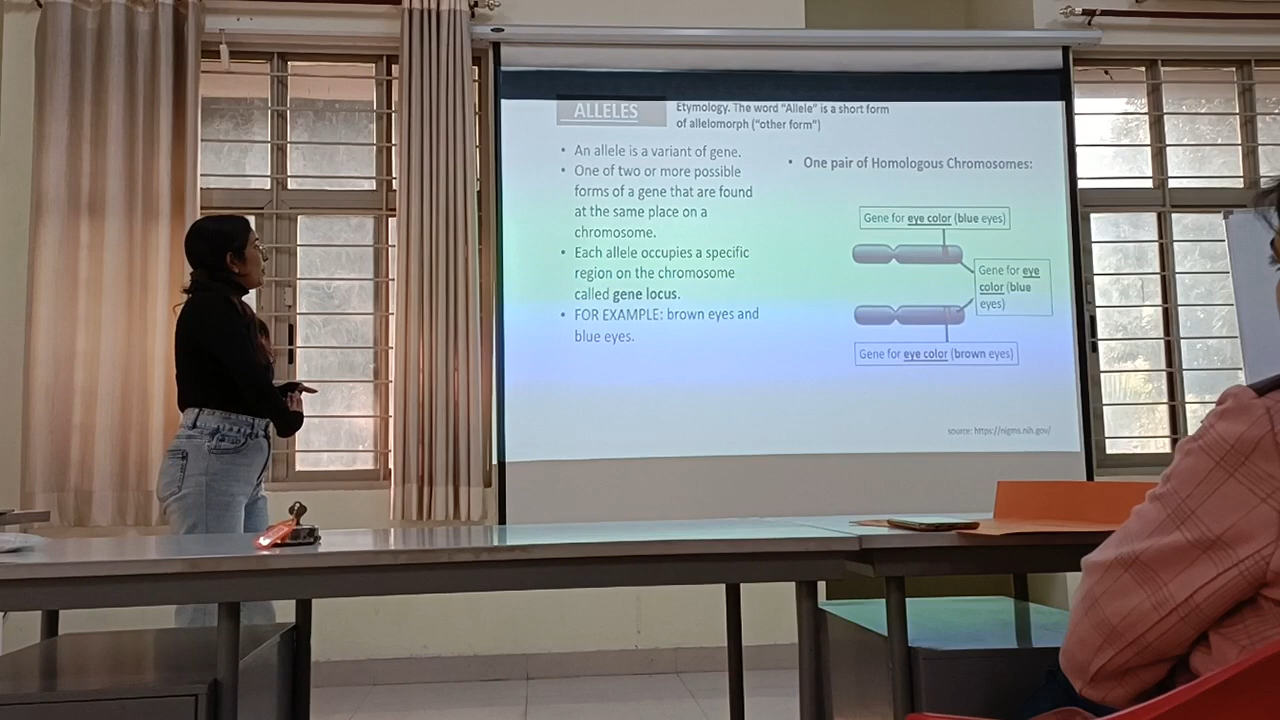 ALLELES
Etymology. The word "Allele" is a short form
of allelomorph ("other form")
• An allele is a variant of gene.
• One of two or more possible
forms of a gene that are found
at the same place on a
chromosome.
• Each allele occupies a specific
region on the chromosome
called gene locus.
• FOR EXAMPLE: brown eyes and
blue eyes.
• One pair of Homologous Chromosomes:
Gene for eye color (blue eyes)
Gene for eye
color (blue
eyes)
Gene for eye color (brown eyes)
source: https://nigms.nih.gov/